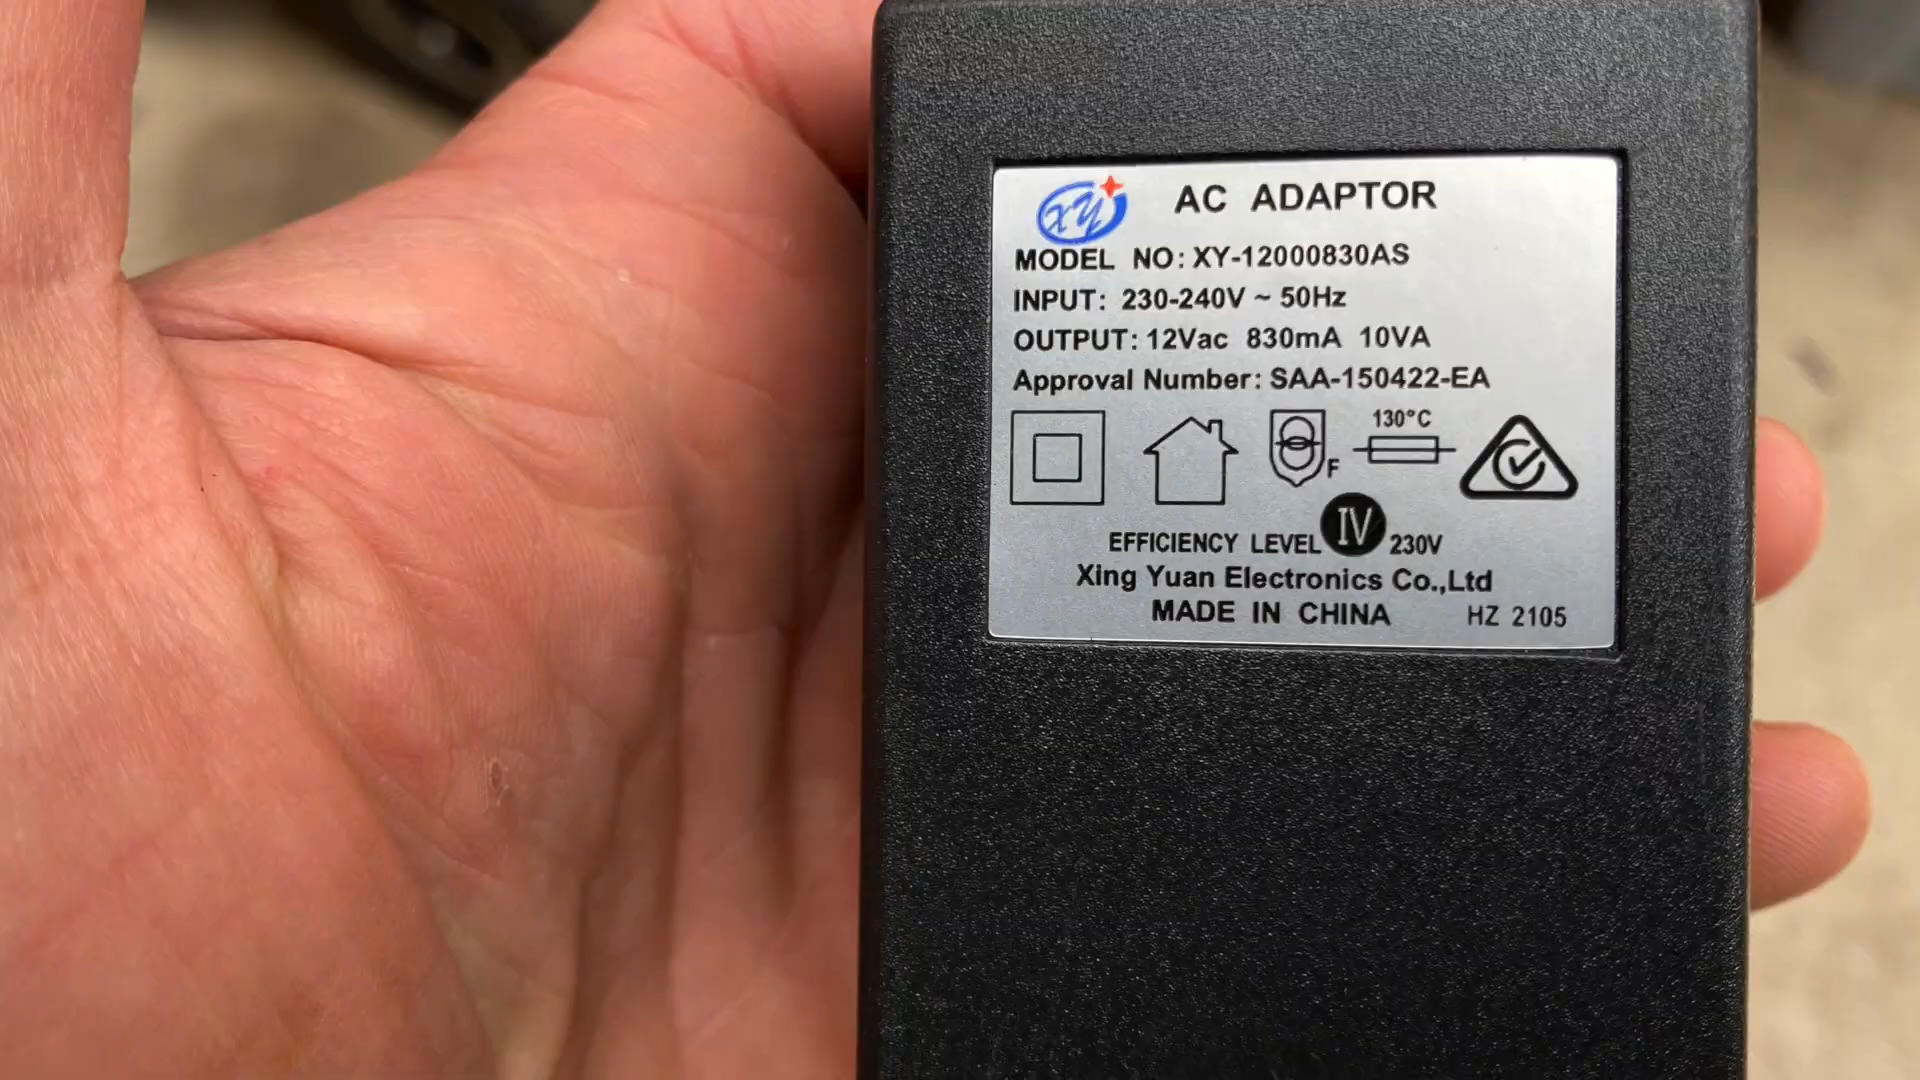 XY AC ADAPTOR
MODEL NO: XY-12000830AS
INPUT: 230-240V ~ 50Hz
OUTPUT: 12Vac 830mA 10VA
Approval Number: SAA-150422-EA
130°C
F
EFFICIENCY LEVEL IV 230V
Xing Yuan Electronics Co.,Ltd
MADE IN CHINA HZ 2105